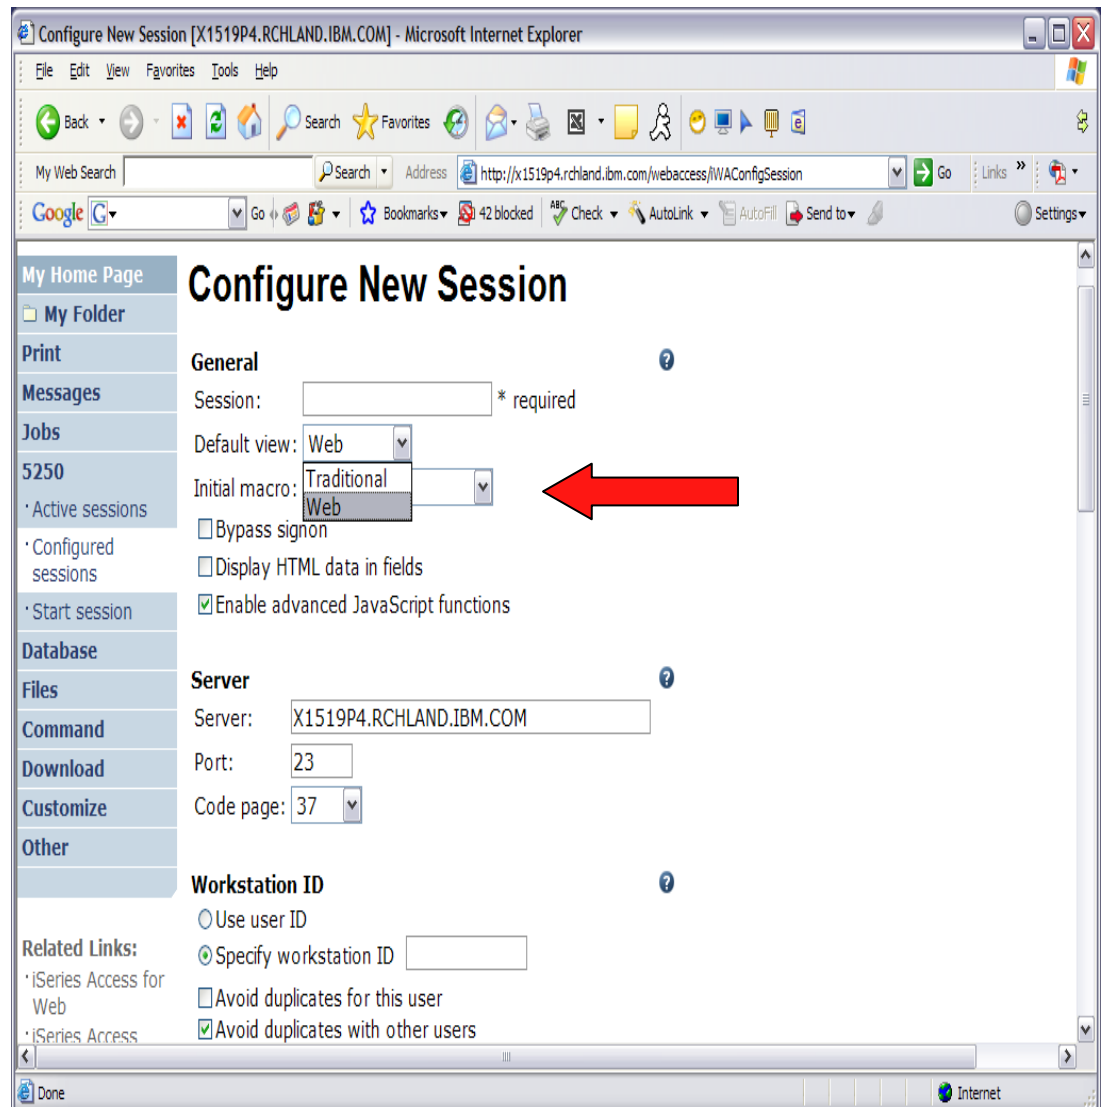 Configure New Session [X1519P4.RCHLAND.IBM.COM] - Microsoft Internet Explorer
File Edit View Favorites Tools Help
Back Search Favorites
My Web Search Search Address http://x1519p4.rchland.ibm.com/webaccess/iWAConfigSession Go Links »
Google G Go Bookmarks 42 blocked ABC Check AutoLink AutoFill Send to Settings
My Home Page
My Folder
Print
Messages
Jobs
5250
·Active sessions
·Configured
sessions
·Start session
Database
Files
Command
Download
Customize
Other
Related Links:
·iSeries Access for
Web
·iSeries Access
Configure New Session
General ?
Session: * required
Default view: Web
Traditional
Web
Initial macro:
Bypass signon
Display HTML data in fields
Enable advanced JavaScript functions
Server ?
Server: X1519P4.RCHLAND.IBM.COM
Port: 23
Code page: 37
Workstation ID ?
Use user ID
Specify workstation ID
Avoid duplicates for this user
Avoid duplicates with other users
Done Internet